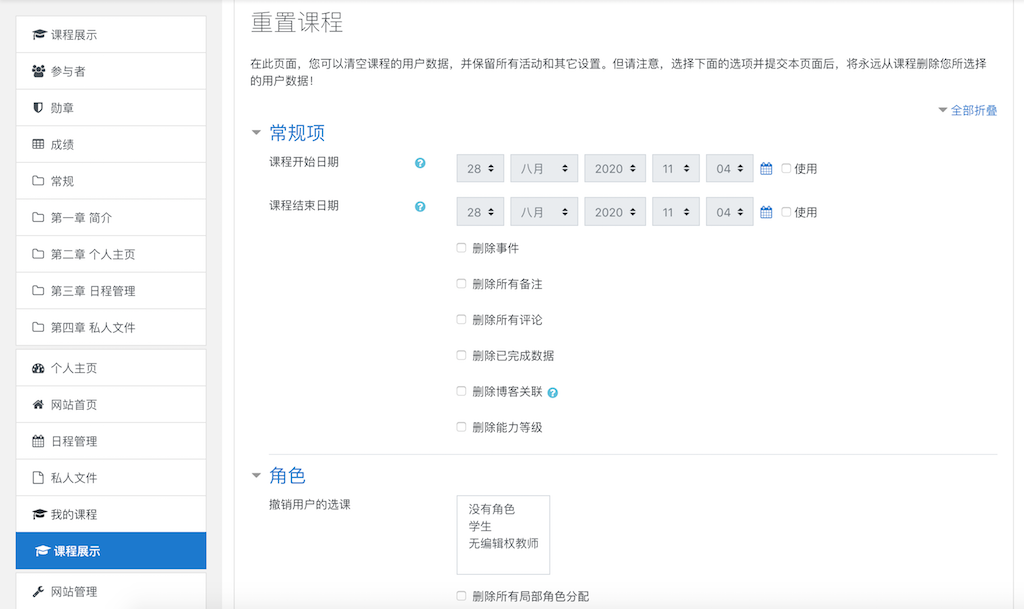 课程展示
参与者
勋章
成绩
常规
第一章 简介
第二章 个人主页
第三章 日程管理
第四章 私人文件
个人主页
网站首页
日程管理
私人文件
我的课程
课程展示
网站管理
重置课程
在此页面，您可以清空课程的用户数据，并保留所有活动和其它设置。但请注意，选择下面的选项并提交本页面后，将永远从课程删除您所选择
的用户数据！
全部折叠
常规项
课程开始日期 ? 28 八月 2020 11 04 使用
课程结束日期 ? 28 八月 2020 11 04 使用
删除事件
删除所有备注
删除所有评论
删除已完成数据
删除博客关联 ?
删除能力等级
角色
撤销用户的选课
没有角色
学生
无编辑权教师
删除所有局部角色分配